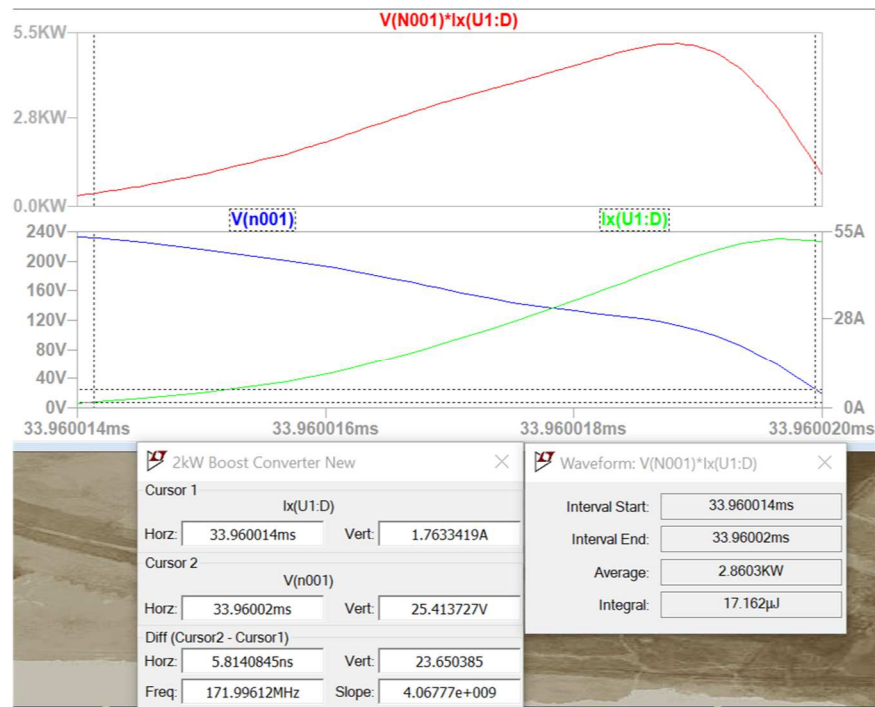 V(N001)*Ix(U1:D)
5.5KW
2.8KW
0.0KW
V(n001) Ix(U1:D)
240V 55A
200V
160V
120V 28A
80V
40V
0V 0A
33.960014ms 33.960016ms 33.960018ms 33.960020ms
2kW Boost Converter New
Cursor 1
Ix(U1:D)
Horz: 33.960014ms Vert: 1.7633419A
Cursor 2
V(n001)
Horz: 33.96002ms Vert: 25.413727V
Diff (Cursor2 - Cursor1)
Horz: 5.8140845ns Vert: 23.650385
Freq: 171.99612MHz Slope: 4.06777e+009
Waveform: V(N001)*Ix(U1:D)
Interval Start: 33.960014ms
Interval End: 33.96002ms
Average: 2.8603KW
Integral: 17.162µJ